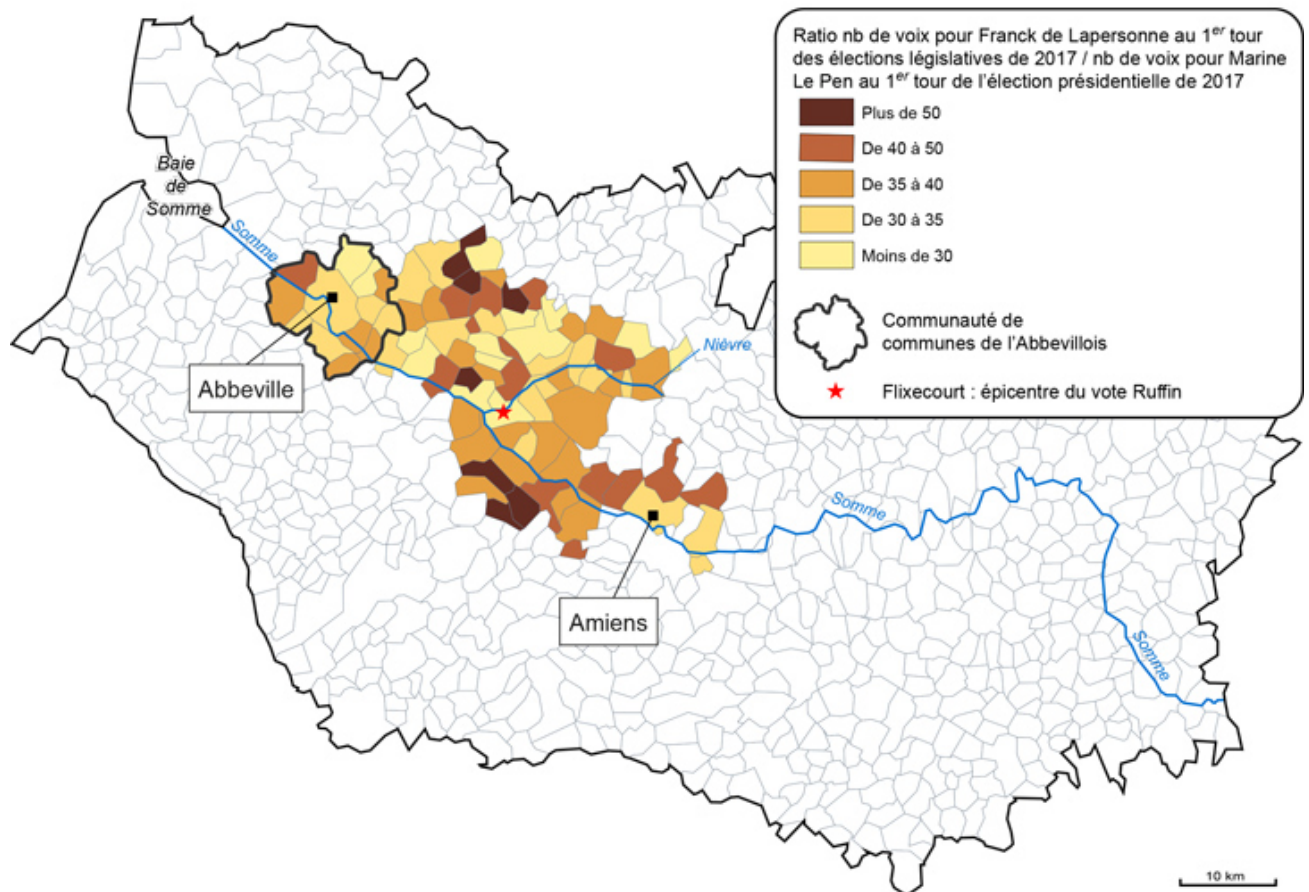 Ratio nb de voix pour Franck de Lapersonne au 1er tour
des élections législatives de 2017 / nb de voix pour Marine
Le Pen au 1er tour de l'élection présidentielle de 2017
Plus de 50
De 40 à 50
De 35 à 40
De 30 à 35
Moins de 30
Communauté de
communes de l'Abbevillois
Flixecourt : épicentre du vote Ruffin
Baie
de
Somme
Somme
Abbeville
Nièvre
Amiens
Somme
Somme
10 km